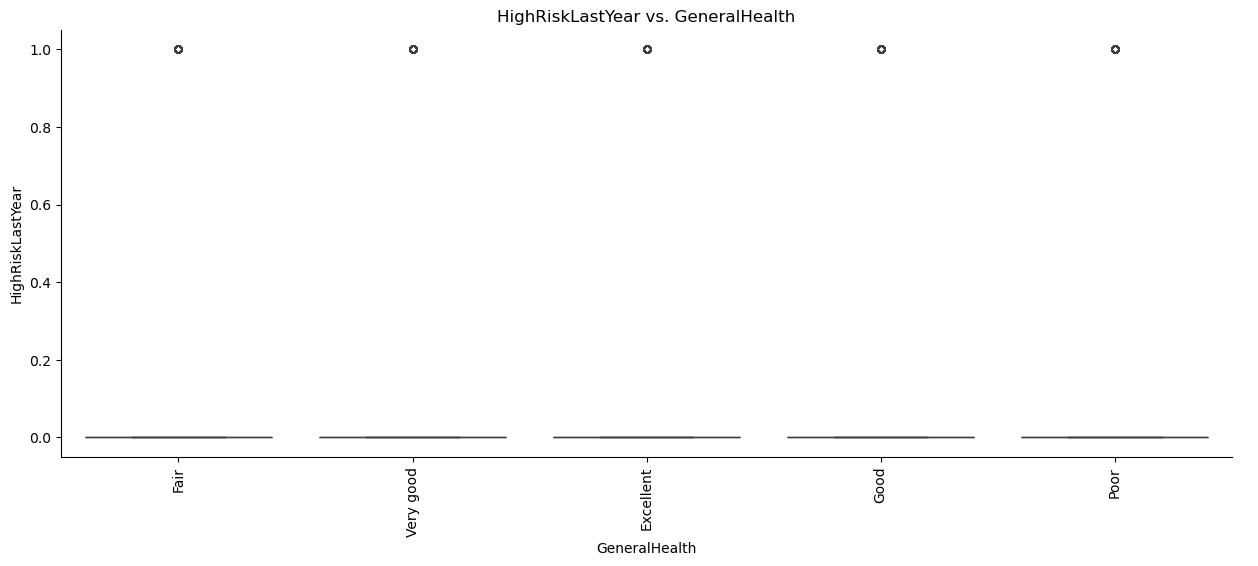 HighRiskLastYear vs. GeneralHealth
1.0
0.8
0.6
0.4
0.2
0.0
HighRiskLastYear
Fair
Very good
Excellent
Good
Poor
GeneralHealth